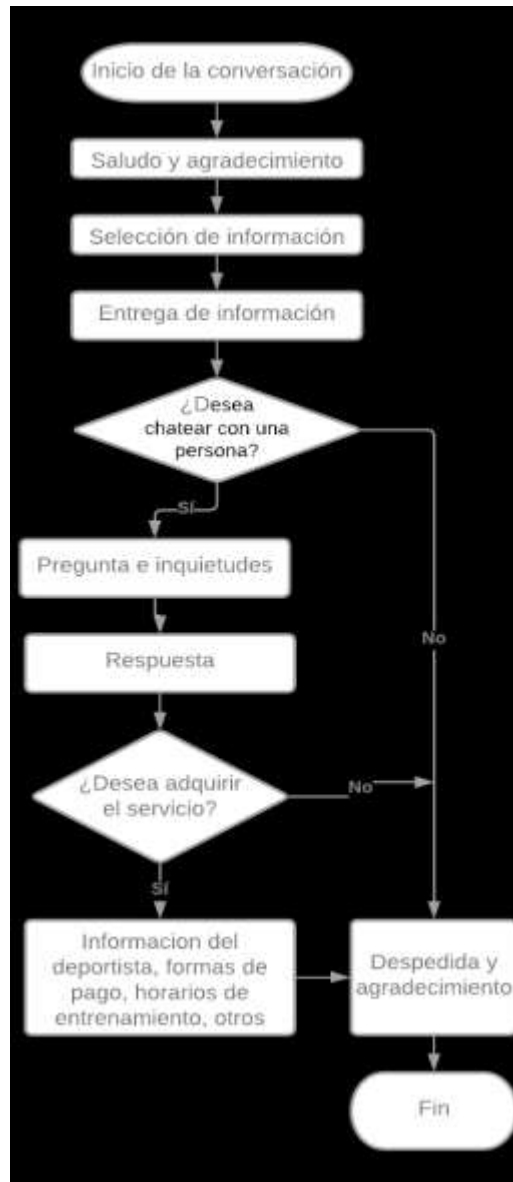 Inicio de la conversación
Saludo y agradecimiento
Selección de información
Entrega de información
¿Desea
chatear con una
persona?
Sí
Pregunta e inquietudes
No
Respuesta
¿Desea adquirir
el servicio?
No
Sí
Informacion del
deportista, formas de
pago, horarios de
entrenamiento, otros
Despedida y
agradecimiento
Fin